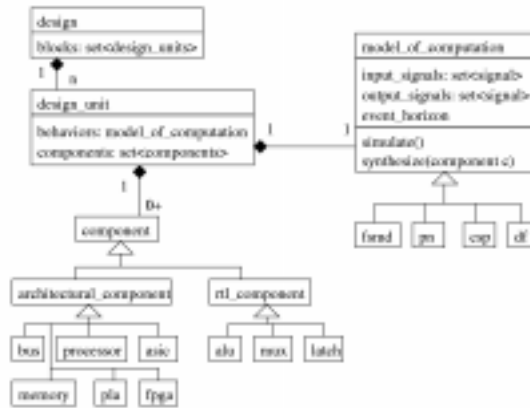 design
blocks: set<design_units>
1
n
design_unit
behaviors: model_of_computation
components: set<components>
1
1
model_of_computation
input_signals: set<signal>
output_signals: set<signal>
event_horizon
simulate()
synthesize(component c)
fsmd pn csp df
1
0+
component
architectural_component rtl_component
bus processor asic alu mux latch
memory pla fpga